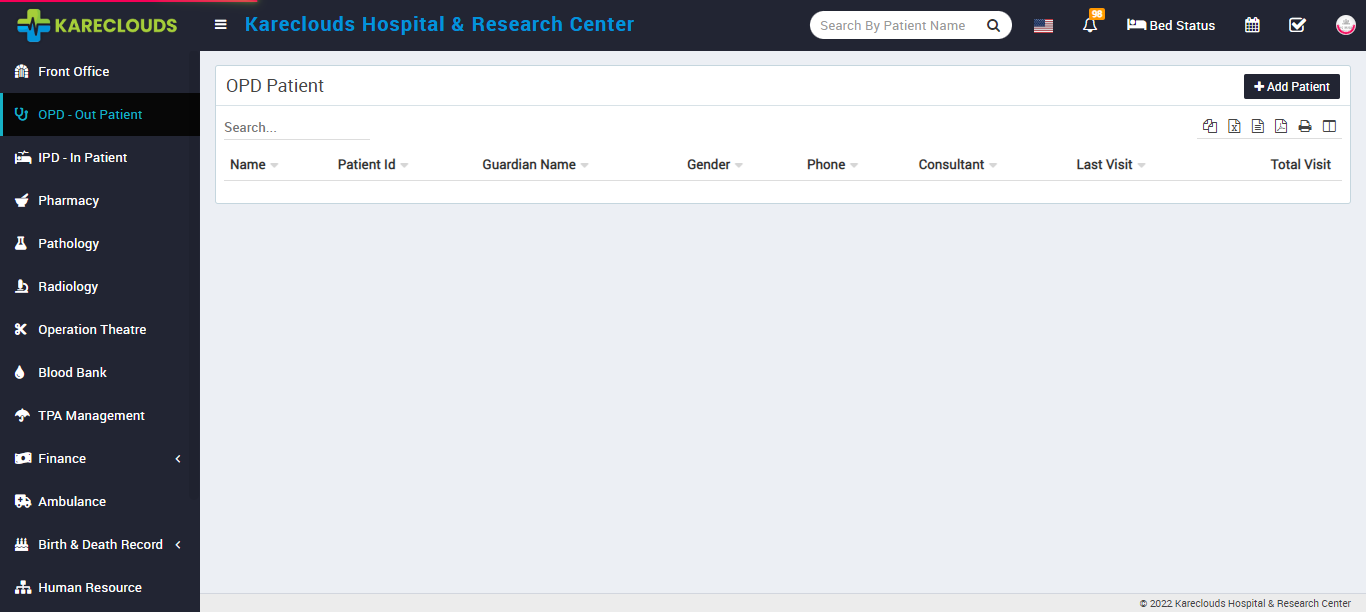 KARECLOUDS
Kareclouds Hospital & Research Center
Search By Patient Name
98
Bed Status
Front Office
OPD - Out Patient
IPD - In Patient
Pharmacy
Pathology
Radiology
Operation Theatre
Blood Bank
TPA Management
Finance
Ambulance
Birth & Death Record
Human Resource
OPD Patient
Add Patient
Search...
Name Patient Id Guardian Name Gender Phone Consultant Last Visit Total Visit
© 2022 Kareclouds Hospital & Research Center